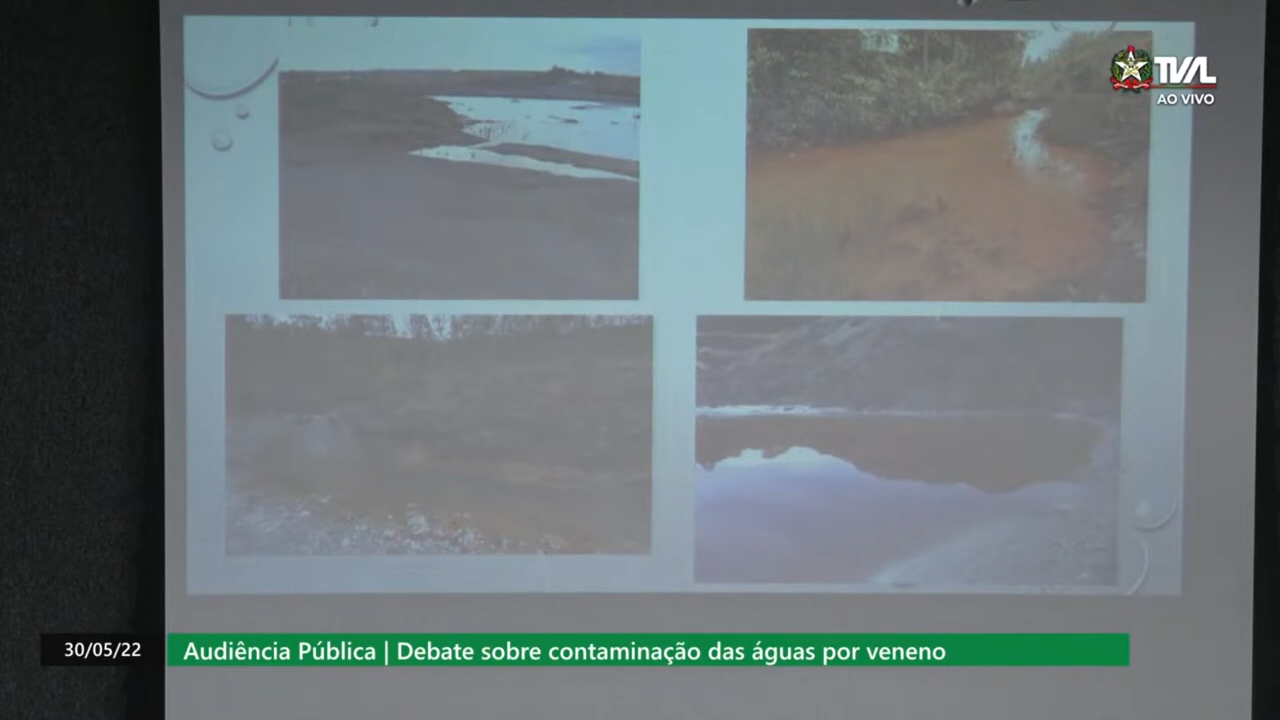 TVAL
AO VIVO
30/05/22
Audiência Pública | Debate sobre contaminação das águas por veneno